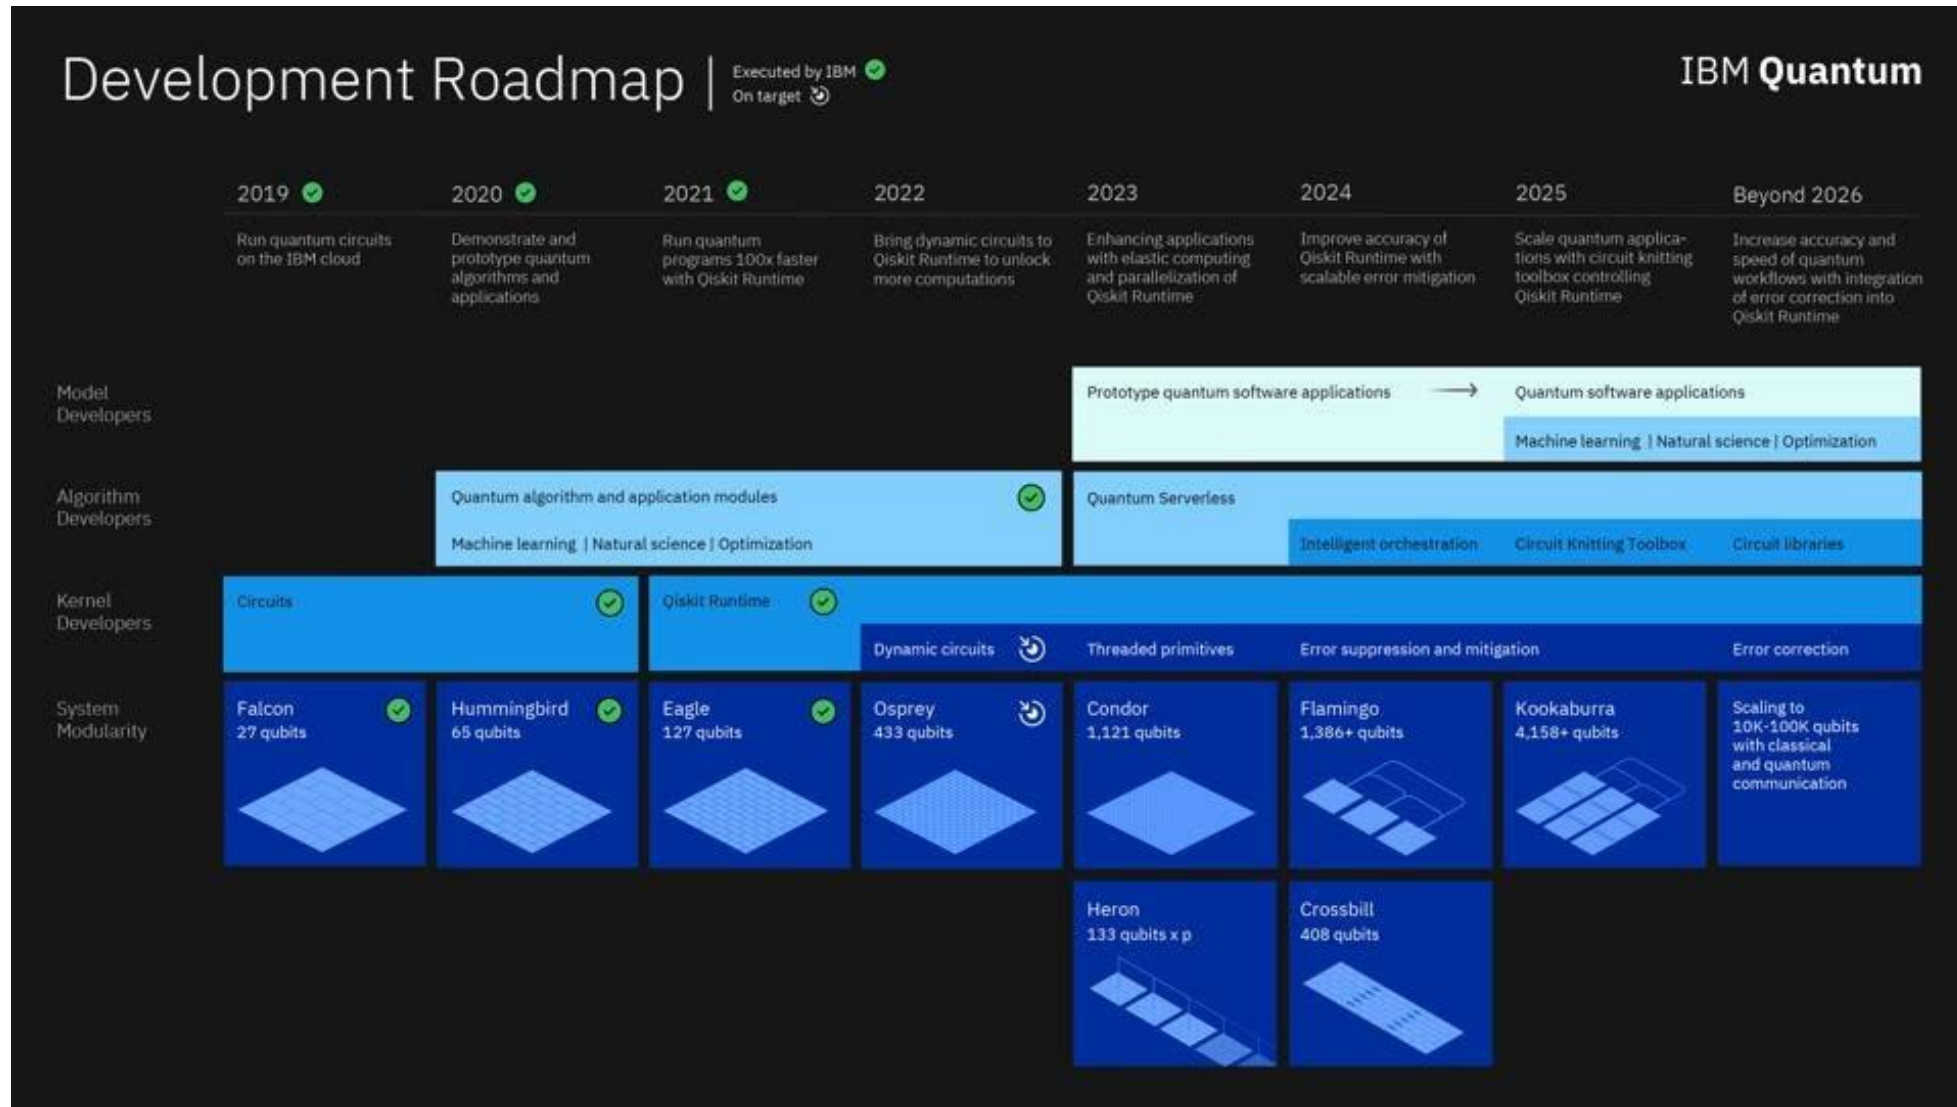 Development Roadmap
Executed by IBM
On target
IBM Quantum
2019
2020
2021
2022
2023
2024
2025
Beyond 2026
Run quantum circuits
on the IBM cloud
Demonstrate and
prototype quantum
algorithms and
applications
Run quantum
programs 100x faster
with Qiskit Runtime
Bring dynamic circuits to
Qiskit Runtime to unlock
more computations
Enhancing applications
with elastic computing
and parallelization of
Qiskit Runtime
Improve accuracy of
Qiskit Runtime with
scalable error mitigation
Scale quantum applica-
tions with circuit knitting
toolbox controlling
Qiskit Runtime
Increase accuracy and
speed of quantum
workflows with integration
of error correction into
Qiskit Runtime
Model
Developers
Prototype quantum software applications →
Quantum software applications
Machine learning | Natural science | Optimization
Algorithm
Developers
Quantum algorithm and application modules
Machine learning | Natural science | Optimization
Quantum Serverless
Intelligent orchestration
Circuit Knitting Toolbox
Circuit libraries
Kernel
Developers
Circuits
Qiskit Runtime
Dynamic circuits
Threaded primitives
Error suppression and mitigation
Error correction
System
Modularity
Falcon
27 qubits
Hummingbird
65 qubits
Eagle
127 qubits
Osprey
433 qubits
Condor
1,121 qubits
Flamingo
1,386+ qubits
Kookaburra
4,158+ qubits
Scaling to
10K-100K qubits
with classical
and quantum
communication
Heron
133 qubits x p
Crossbill
408 qubits